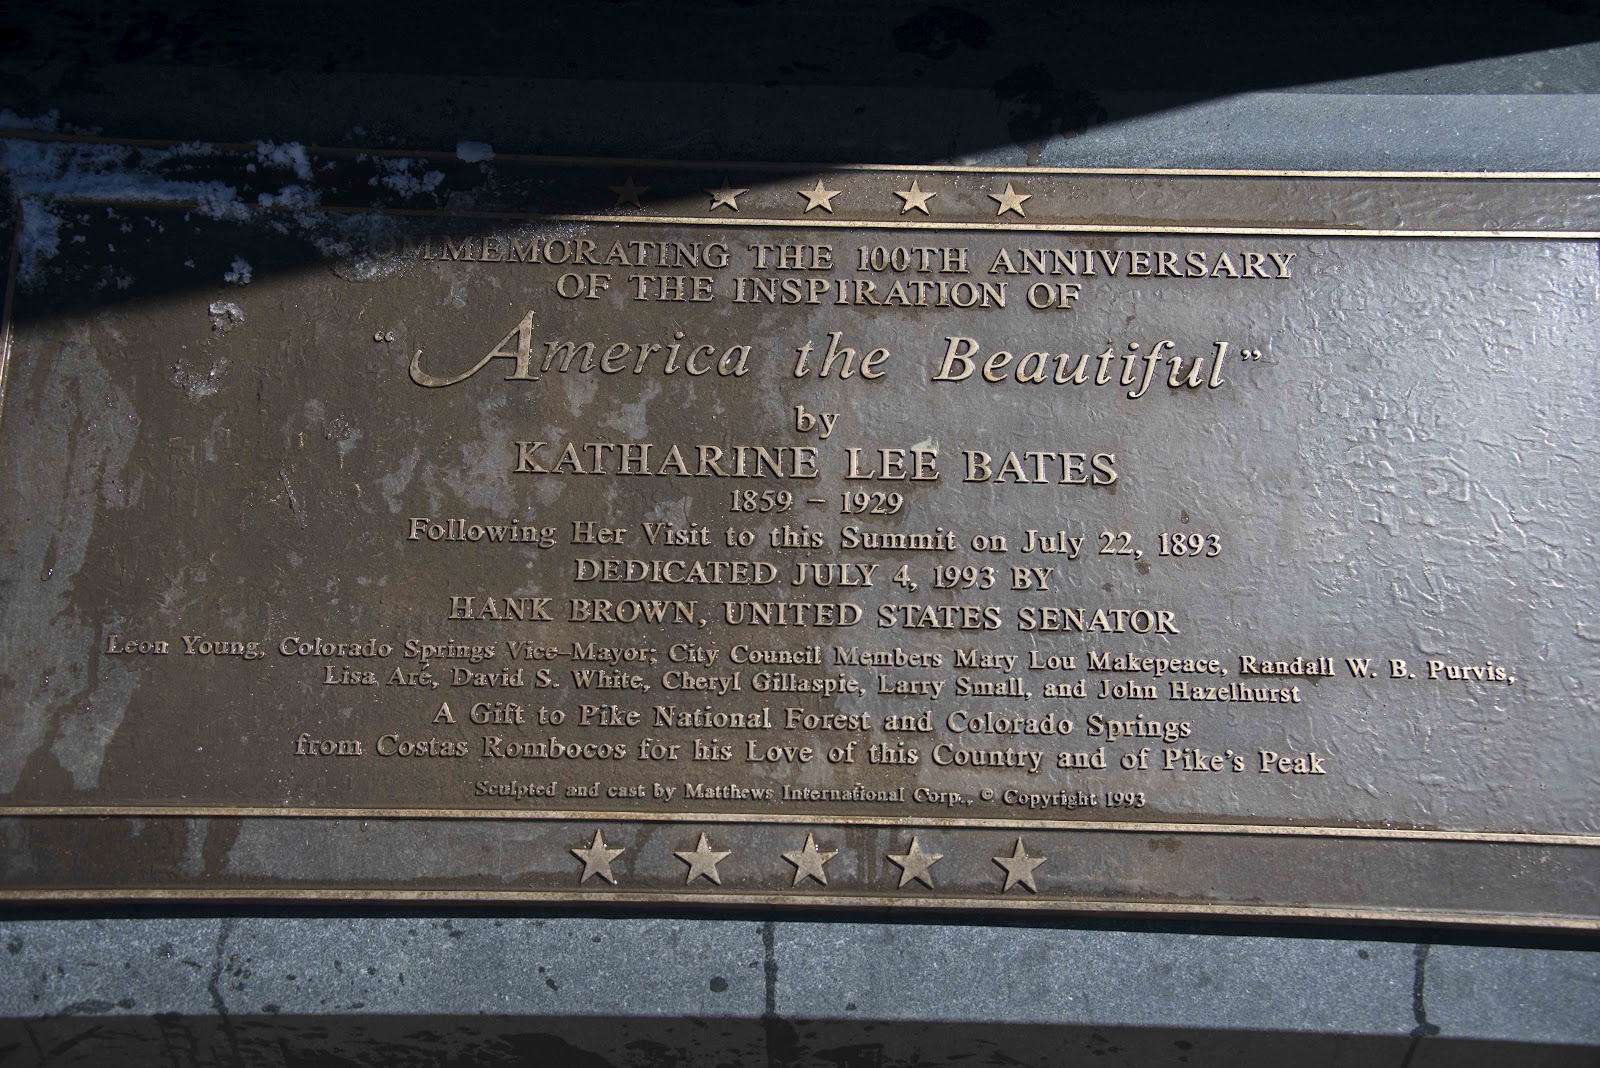 COMMEMORATING THE 100TH ANNIVERSARY
OF THE INSPIRATION OF
“America the Beautiful”
by
KATHARINE LEE BATES
1859 – 1929
Following Her Visit to this Summit on July 22, 1893
DEDICATED JULY 4, 1993 BY
HANK BROWN, UNITED STATES SENATOR
Leon Young, Colorado Springs Vice–Mayor; City Council Members Mary Lou Makepeace, Randall W. B. Purvis,
Lisa Aré, David S. White, Cheryl Gillaspie, Larry Small, and John Hazelhurst
A Gift to Pike National Forest and Colorado Springs
from Costas Rombocos for his Love of this Country and of Pike's Peak
Sculpted and cast by Matthews International Corp., © Copyright 1993